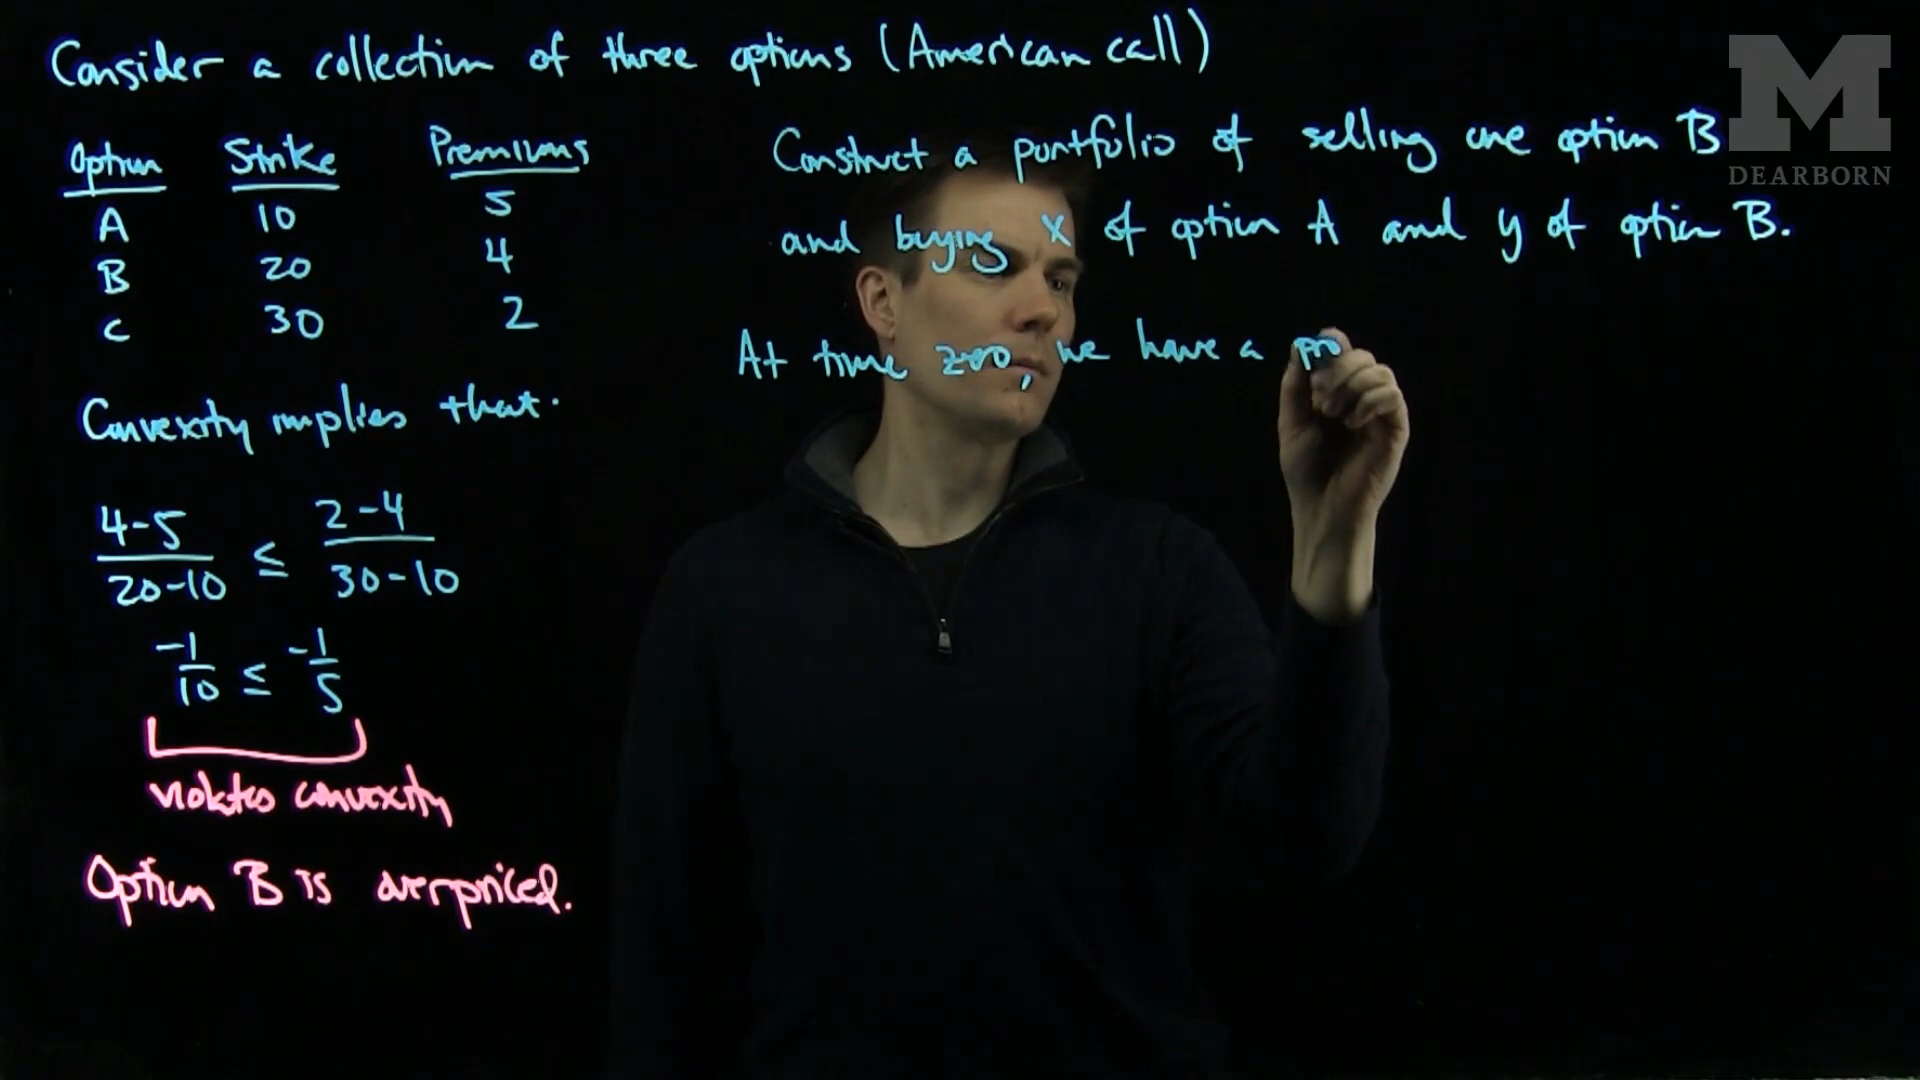 Consider a collection of three options (American call)
Option Strike Premiums
A 10 5
B 20 4
C 30 2
Convexity implies that.
4-5 / 20-10 ≤ 2-4 / 30-10
-1/10 ≤ -1/5
violates convexity
Option B is overpriced.
Construct a portfolio of selling one option B
and buying x of option A and y of option B.
At time zero, we have a pro
M
DEARBORN